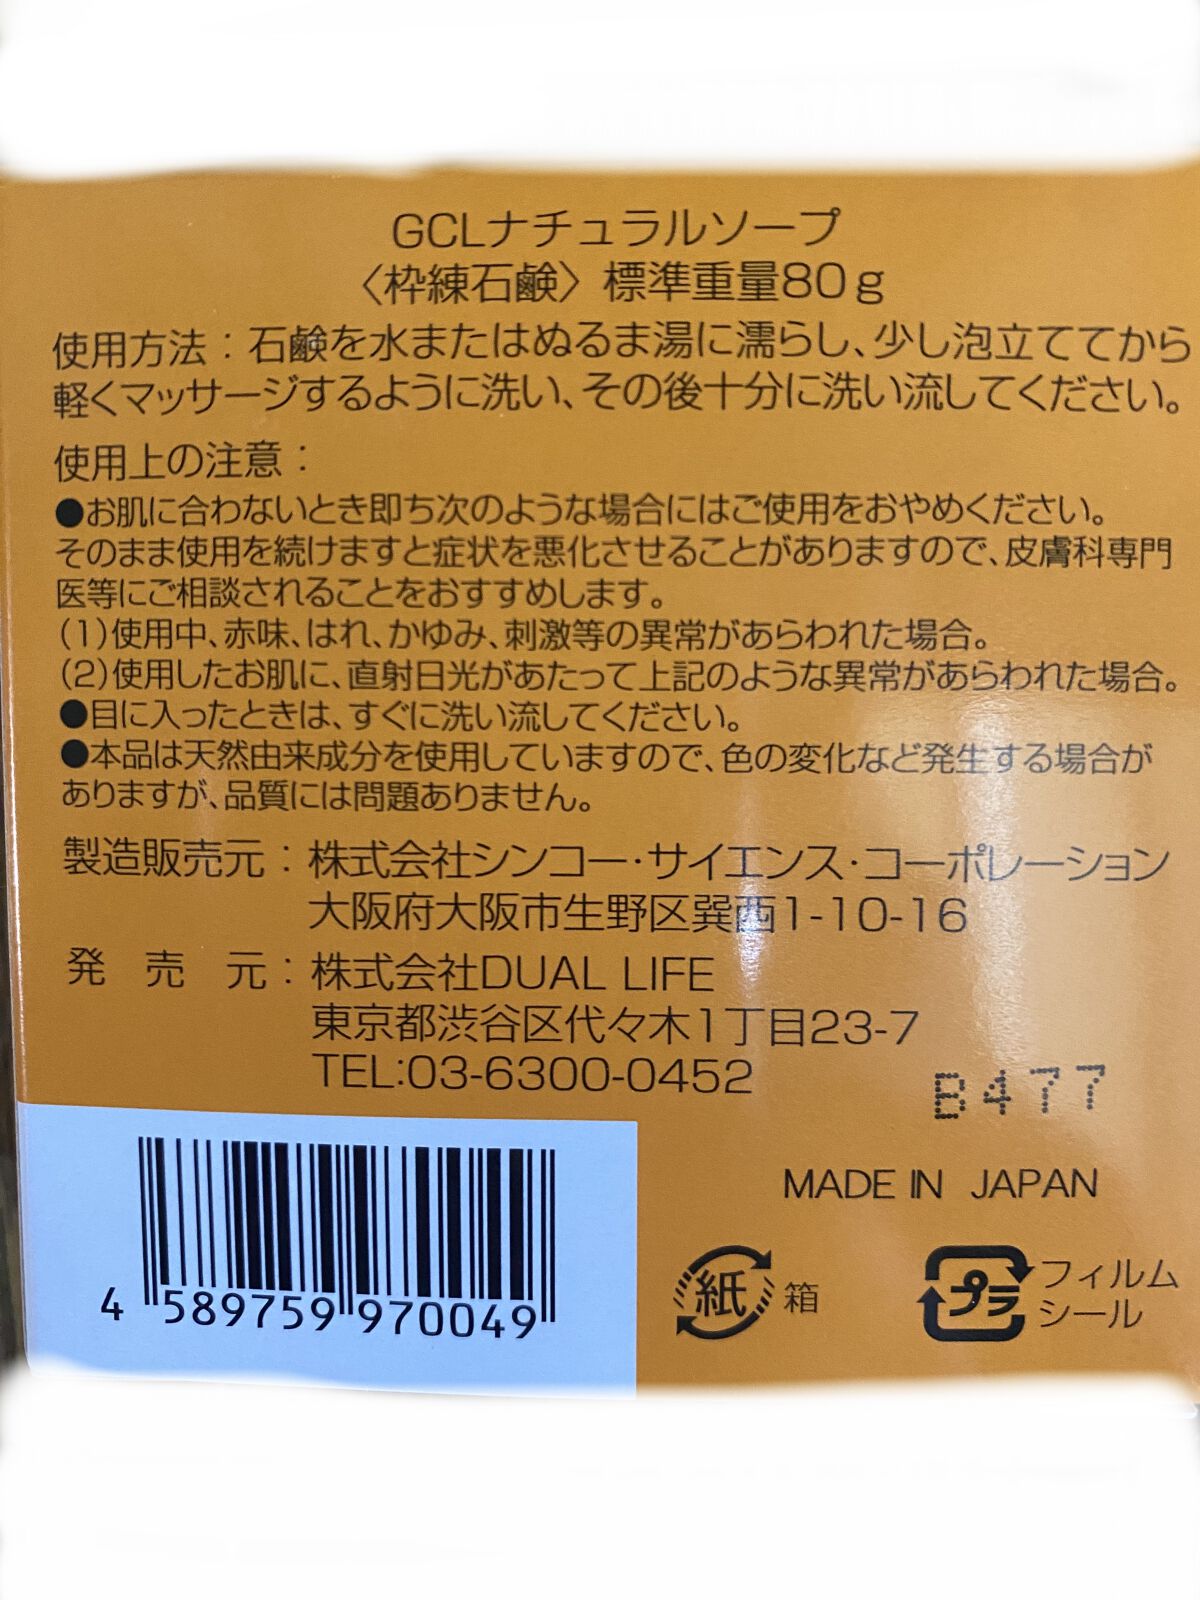 GCLナチュラルソープ
〈枠練石鹸〉標準重量80g
使用方法：石鹸を水またはぬるま湯に濡らし、少し泡立ててから
軽くマッサージするように洗い、その後十分に洗い流してください。
使用上の注意：
●お肌に合わないとき即ち次のような場合にはご使用をおやめください。
そのまま使用を続けますと症状を悪化させることがありますので、皮膚科専門
医等にご相談されることをおすすめします。
(1)使用中、赤味、はれ、かゆみ、刺激等の異常があらわれた場合。
(2)使用したお肌に、直射日光があたって上記のような異常があらわれた場合。
●目に入ったときは、すぐに洗い流してください。
●本品は天然由来成分を使用していますので、色の変化など発生する場合が
ありますが、品質には問題ありません。
製造販売元：株式会社シンコー・サイエンス・コーポレーション
大阪府大阪市生野区巽西1-10-16
発売元：株式会社DUAL LIFE
東京都渋谷区代々木1丁目23-7
TEL:03-6300-0452
B477
MADE IN JAPAN
4 589759 970049
紙 箱
プラ フィルム
シール